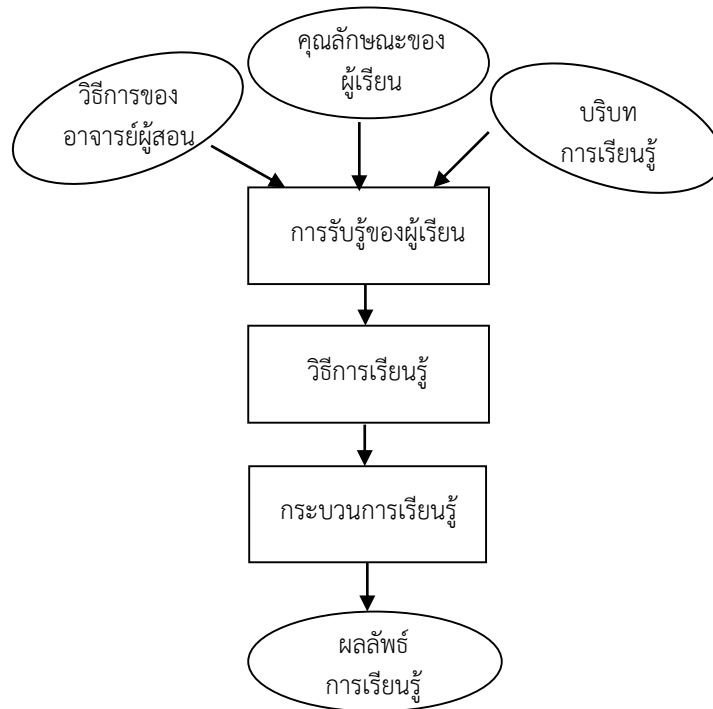 วิธีการของ
อาจารย์ผู้สอน
คุณลักษณะของ
ผู้เรียน
บริบท
การเรียนรู้
การรับรู้ของผู้เรียน
วิธีการเรียนรู้
กระบวนการเรียนรู้
ผลลัพธ์
การเรียนรู้